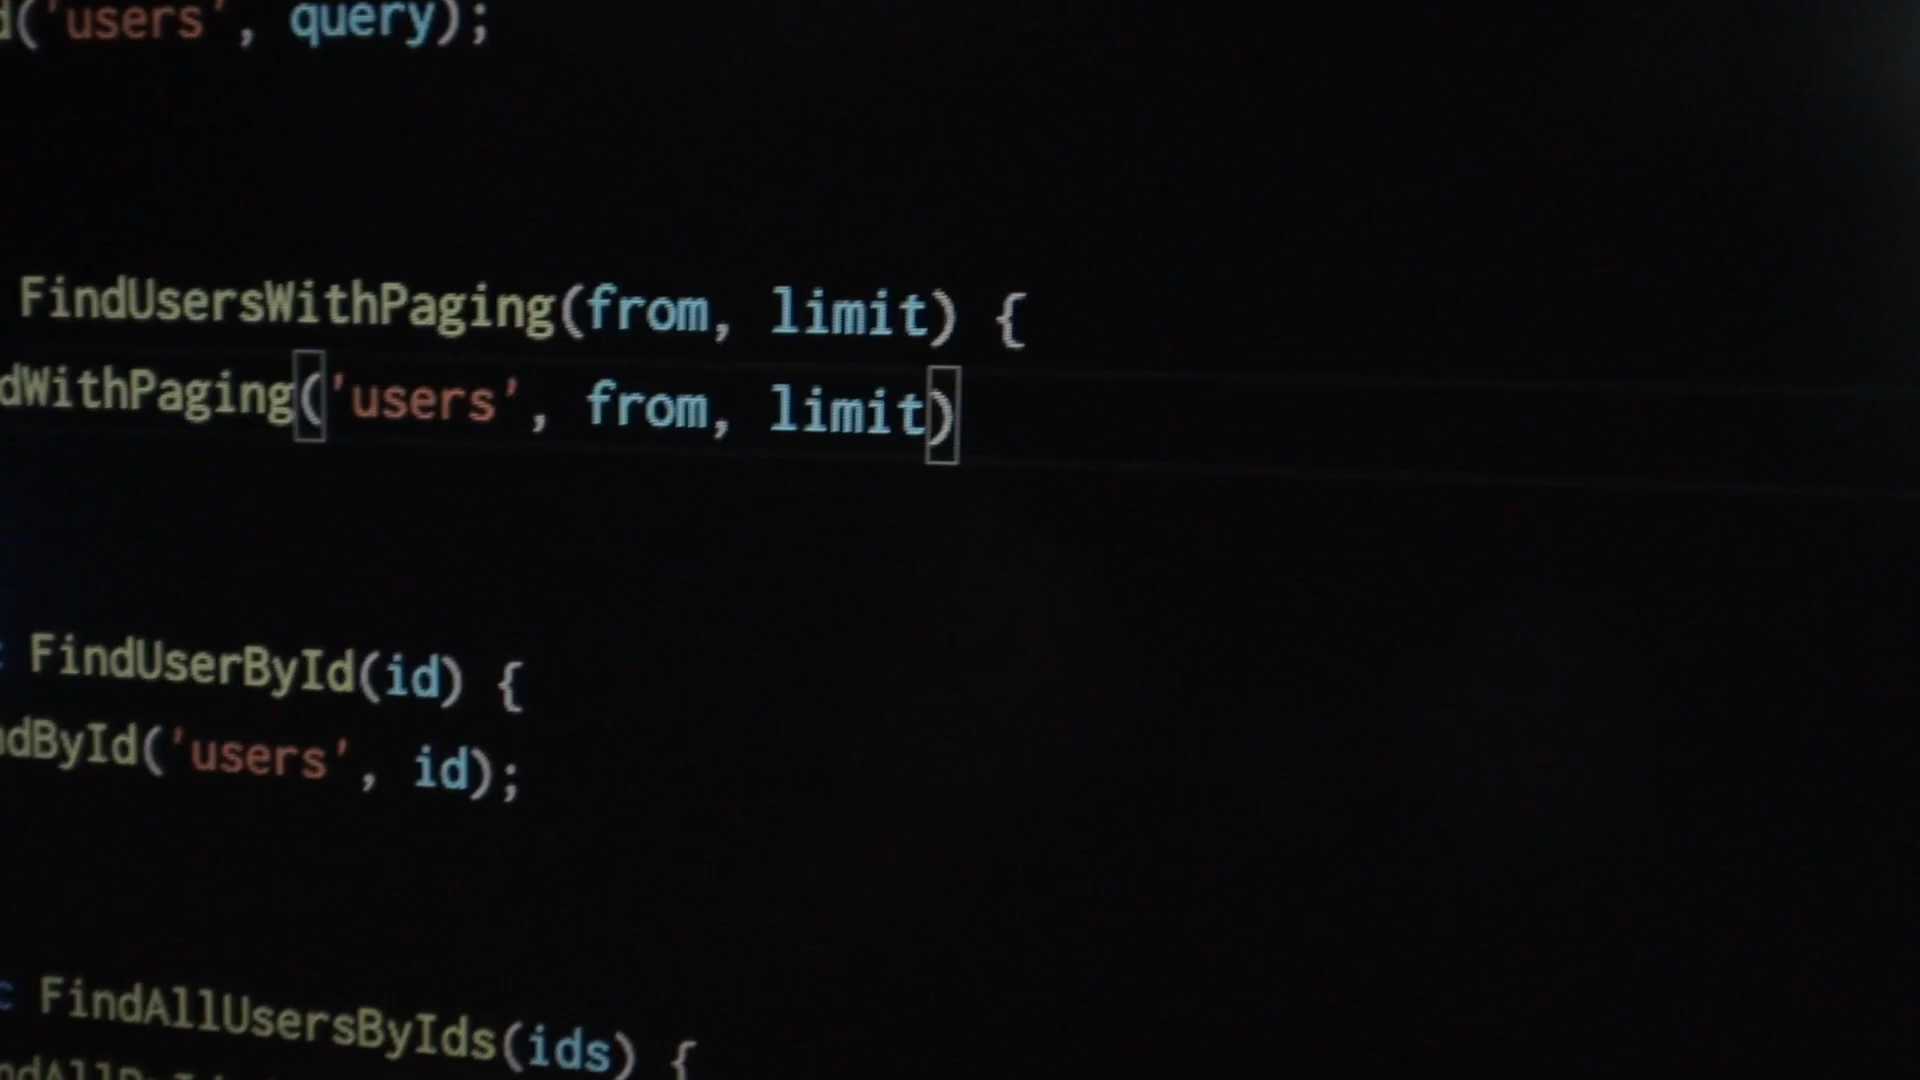 ('users', query);
FindUsersWithPaging(from, limit) {
dWithPaging('users', from, limit)
c FindUserById(id) {
dById('users', id);
c FindAllUsersByIds(ids) {